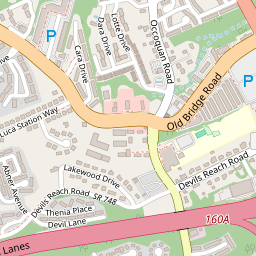 P
Lotte Drive
Dara Drive
Cara Drive
Occoquan Road
P
Old Bridge Road
Luca Station Way
Abner Avenue
Lakewood Drive
Devils Reach Road
Devils Reach Road SR 748
Thenia Place
Devil Lane
160A
Lanes